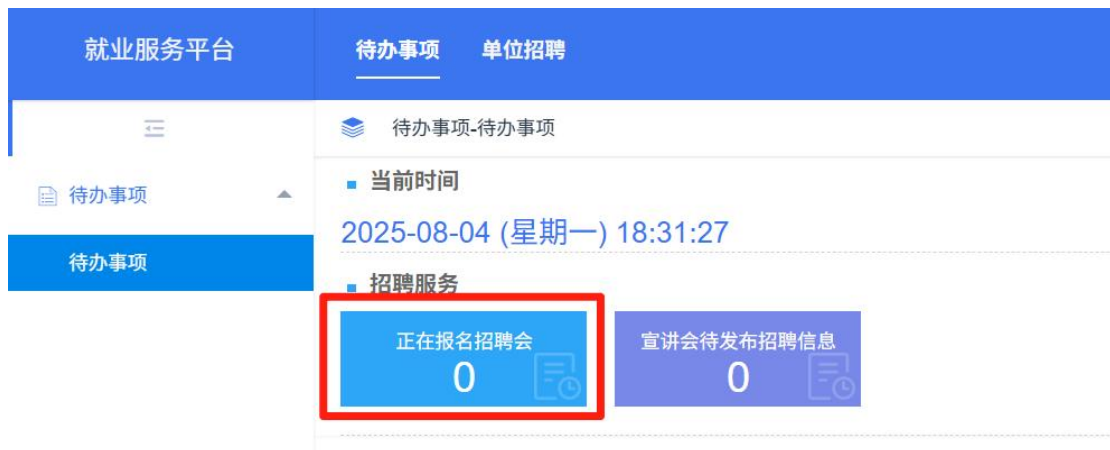 就业服务平台
待办事项 单位招聘
待办事项-待办事项
待办事项
待办事项
当前时间
2025-08-04 (星期一) 18:31:27
招聘服务
正在报名招聘会
0
宣讲会待发布招聘信息
0